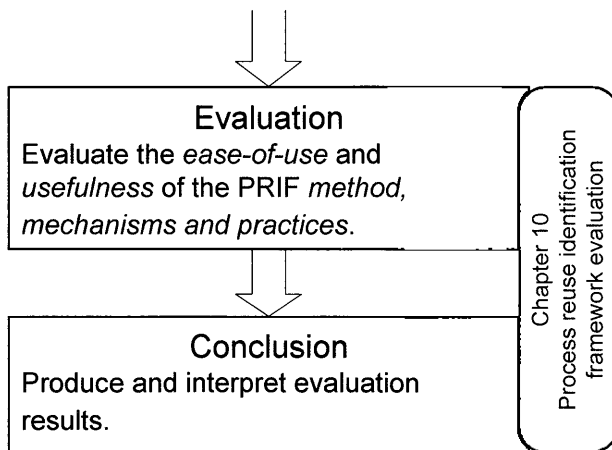 Evaluation
Evaluate the ease-of-use and
usefulness of the PRIF method,
mechanisms and practices.
Conclusion
Produce and interpret evaluation
results.
Chapter 10
Process reuse identification
framework evaluation